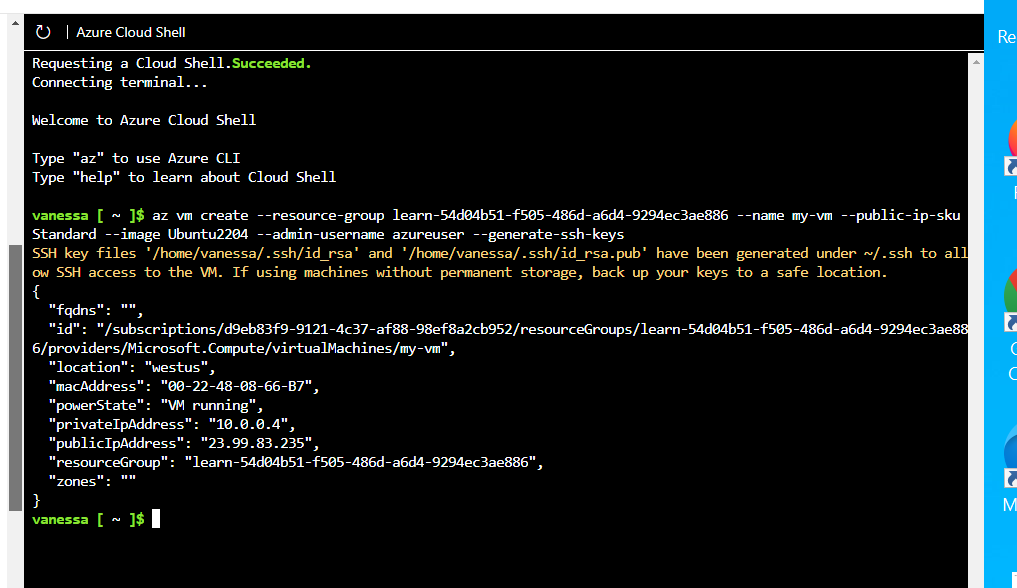 Azure Cloud Shell
Requesting a Cloud Shell.Succeeded.
Connecting terminal...
Welcome to Azure Cloud Shell
Type "az" to use Azure CLI
Type "help" to learn about Cloud Shell
vanessa [ ~ ]$ az vm create --resource-group learn-54d04b51-f505-486d-a6d4-9294ec3ae886 --name my-vm --public-ip-sku
Standard --image Ubuntu2204 --admin-username azureuser --generate-ssh-keys
SSH key files '/home/vanessa/.ssh/id_rsa' and '/home/vanessa/.ssh/id_rsa.pub' have been generated under ~/.ssh to all
ow SSH access to the VM. If using machines without permanent storage, back up your keys to a safe location.
{
"fqdns": "",
"id": "/subscriptions/d9eb83f9-9121-4c37-af88-98ef8a2cb952/resourceGroups/learn-54d04b51-f505-486d-a6d4-9294ec3ae88
6/providers/Microsoft.Compute/virtualMachines/my-vm",
"location": "westus",
"macAddress": "00-22-48-08-66-B7",
"powerState": "VM running",
"privateIpAddress": "10.0.0.4",
"publicIpAddress": "23.99.83.235",
"resourceGroup": "learn-54d04b51-f505-486d-a6d4-9294ec3ae886",
"zones": ""
}
vanessa [ ~ ]$